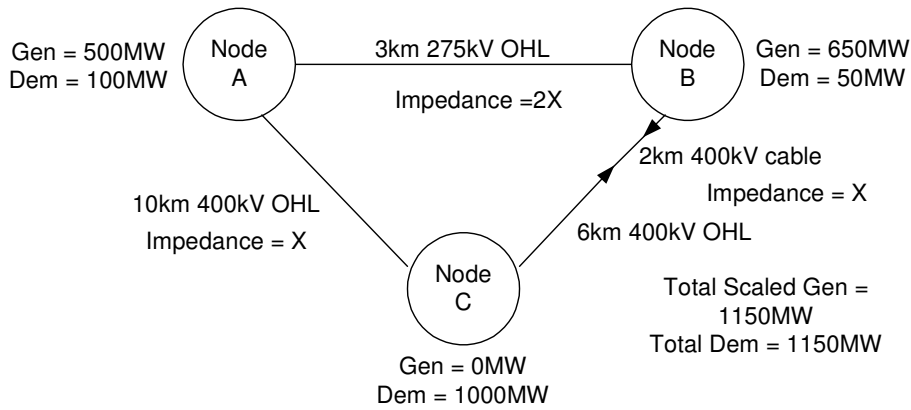 Gen = 500MW
Dem = 100MW
Node
A
3km 275kV OHL
Impedance =2X
Node
B
Gen = 650MW
Dem = 50MW
2km 400kV cable
Impedance = X
10km 400kV OHL
Impedance = X
6km 400kV OHL
Node
C
Total Scaled Gen =
1150MW
Total Dem = 1150MW
Gen = 0MW
Dem = 1000MW